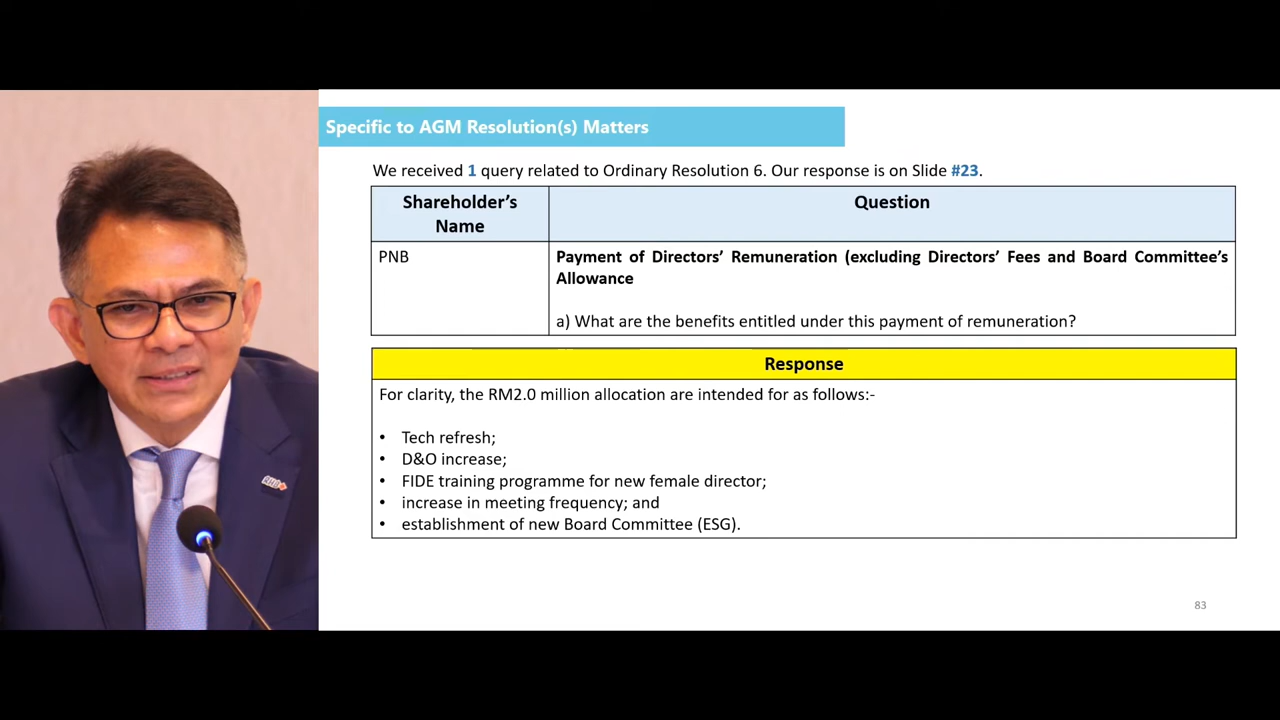 Specific to AGM Resolution(s) Matters
We received 1 query related to Ordinary Resolution 6. Our response is on Slide #23.
Shareholder’s
Name
Question
PNB
Payment of Directors’ Remuneration (excluding Directors’ Fees and Board Committee’s
Allowance
a) What are the benefits entitled under this payment of remuneration?
Response
For clarity, the RM2.0 million allocation are intended for as follows:-
• Tech refresh;
• D&O increase;
• FIDE training programme for new female director;
• increase in meeting frequency; and
• establishment of new Board Committee (ESG).
83